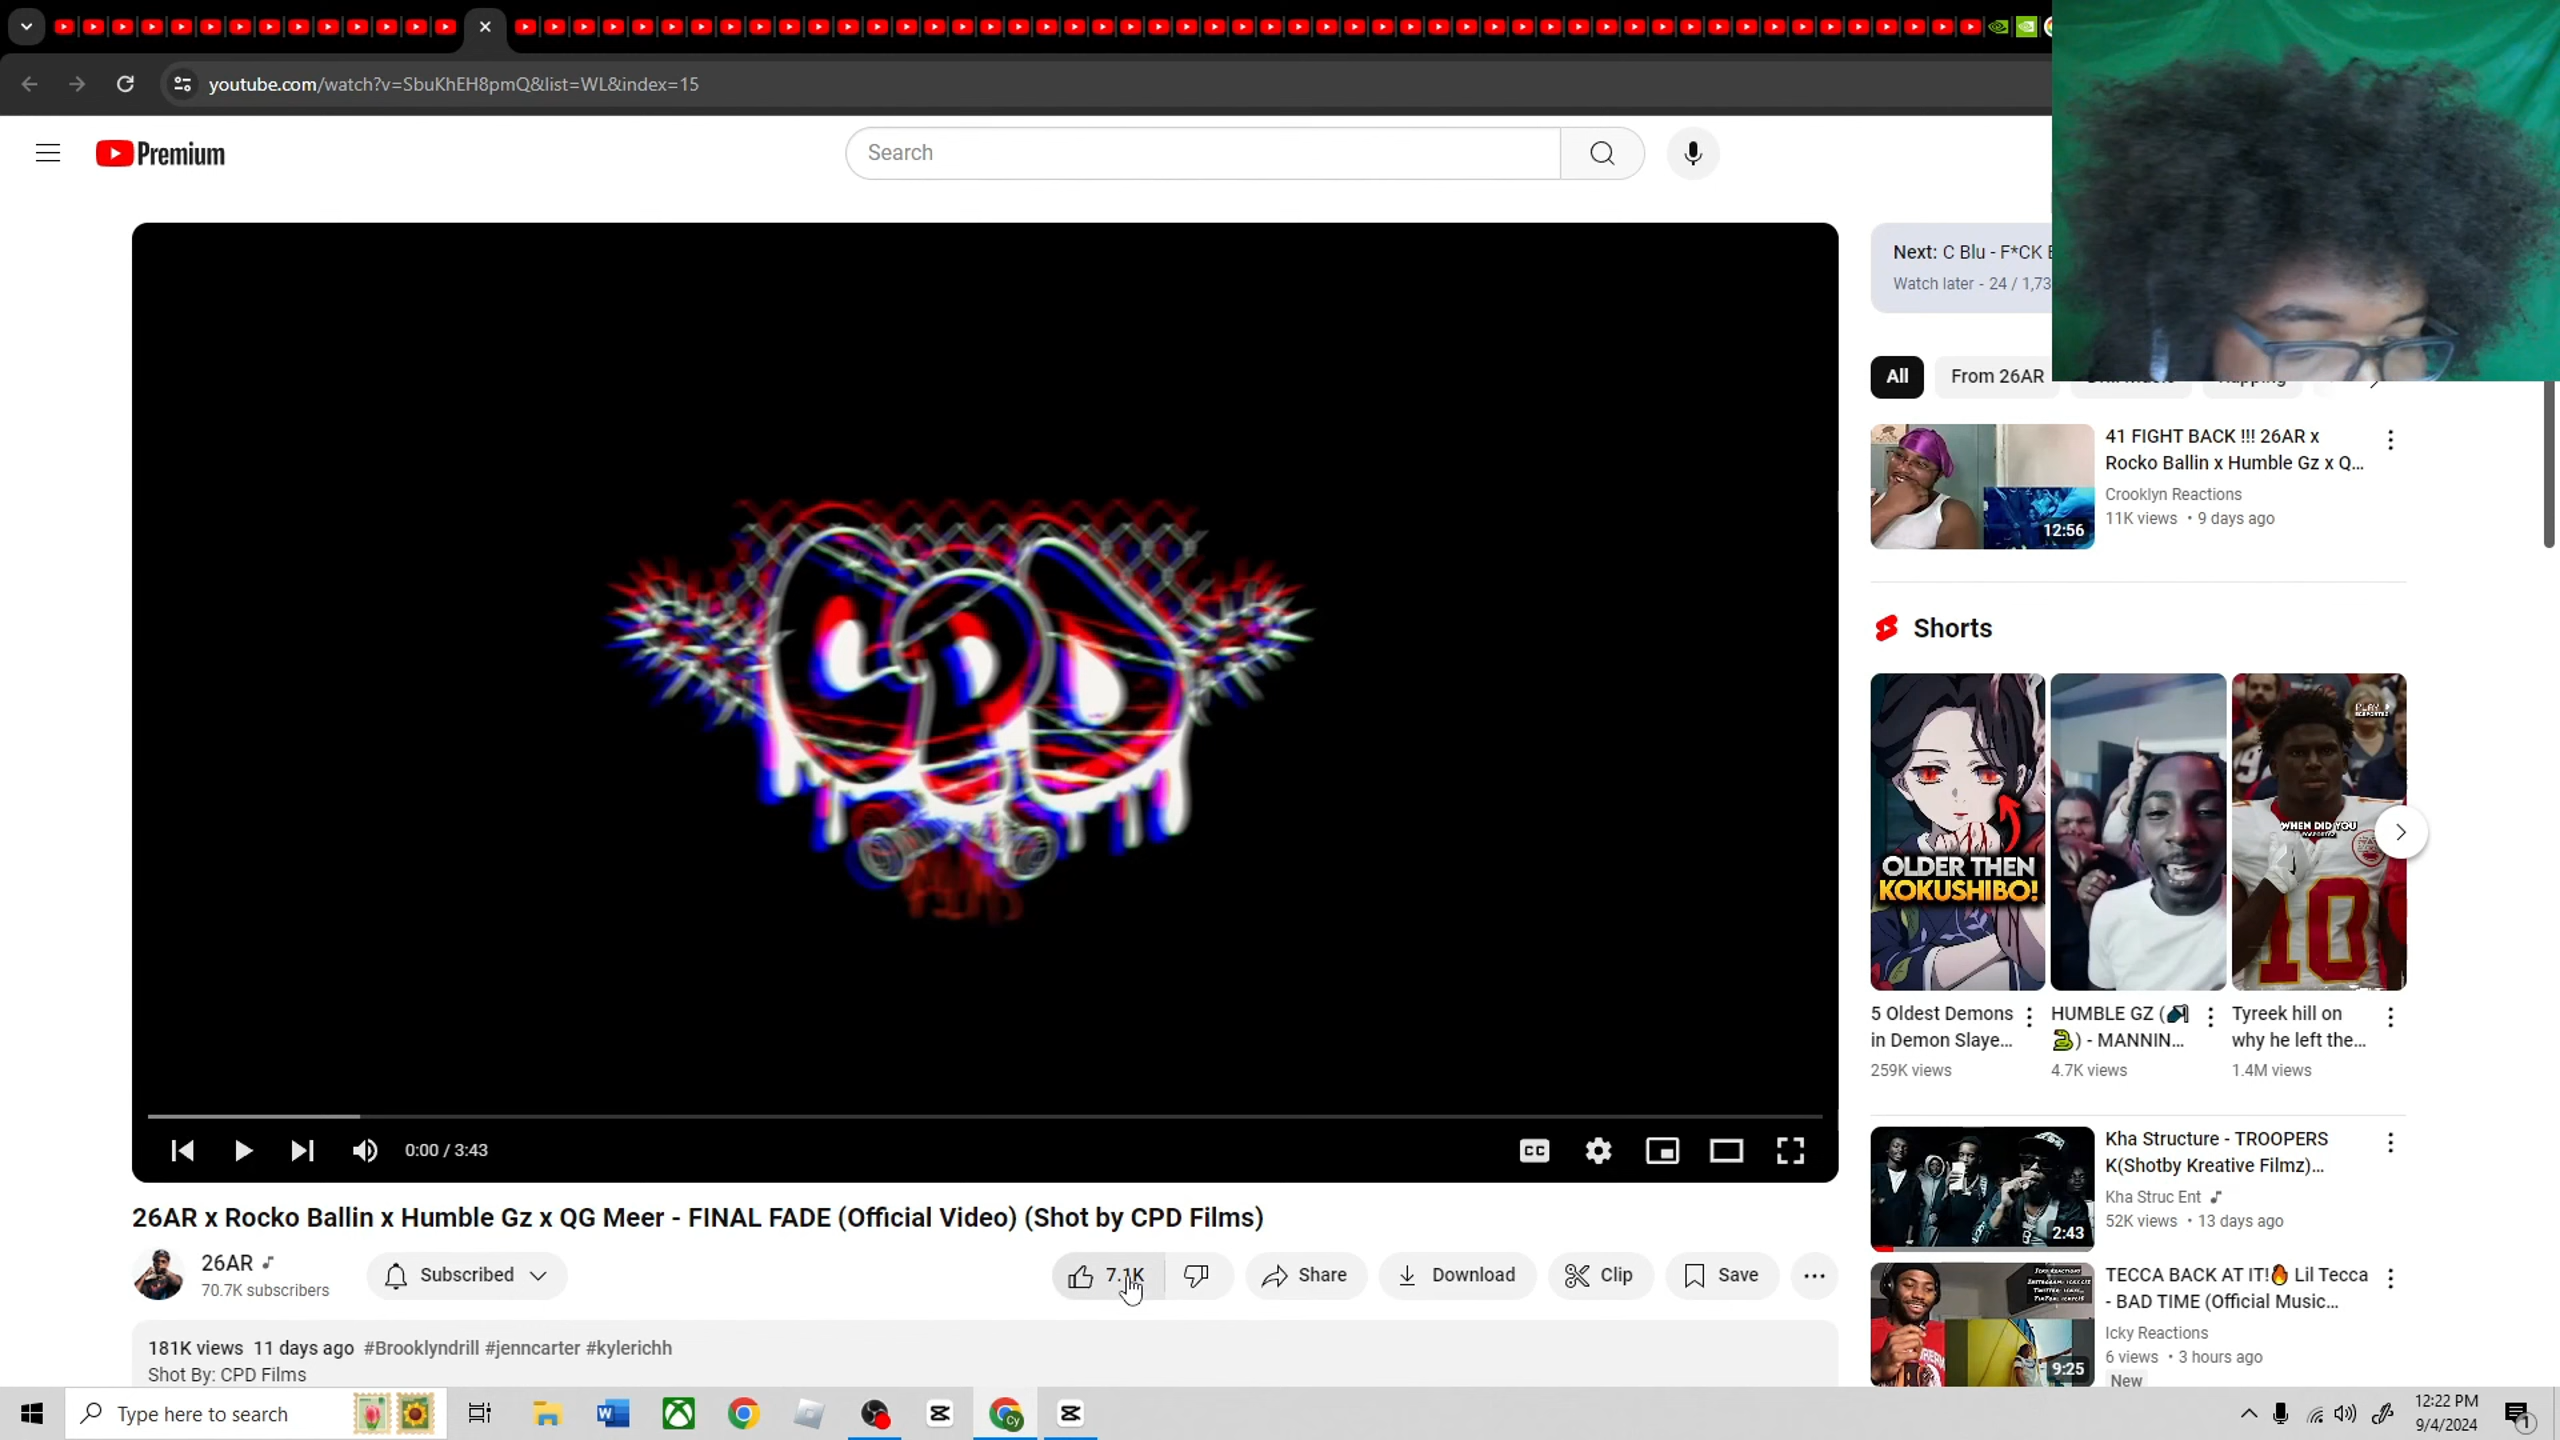 youtube.com/watch?v=SbuKhEH8pmQ&list=WL&index=15
Premium
Search
CPD
0:00 / 3:43
CC
26AR x Rocko Ballin x Humble Gz x QG Meer - FINAL FADE (Official Video) (Shot by CPD Films)
26AR
70.7K subscribers
Subscribed
7.1K
Share
Download
Clip
Save
181K views 11 days ago #Brooklyndrill #jenncarter #kylerichh
Shot By: CPD Films
Next: C Blu - F*CK
Watch later - 24 / 1,73
All
From 26AR
12:56
41 FIGHT BACK !!! 26AR x
Rocko Ballin x Humble Gz x Q...
Crooklyn Reactions
11K views • 9 days ago
Shorts
OLDER THEN
KOKUSHIBO!
WHEN DID YOU
10
5 Oldest Demons
in Demon Slaye...
259K views
HUMBLE GZ (
) - MANNIN...
4.7K views
Tyreek hill on
why he left the...
1.4M views
2:43
Kha Structure - TROOPERS
K(Shotby Kreative Filmz)...
Kha Struc Ent
52K views • 13 days ago
9:25
TECCA BACK AT IT!🔥 Lil Tecca
- BAD TIME (Official Music...
Icky Reactions
6 views • 3 hours ago
New
Type here to search
Cy
12:22 PM
9/4/2024
1